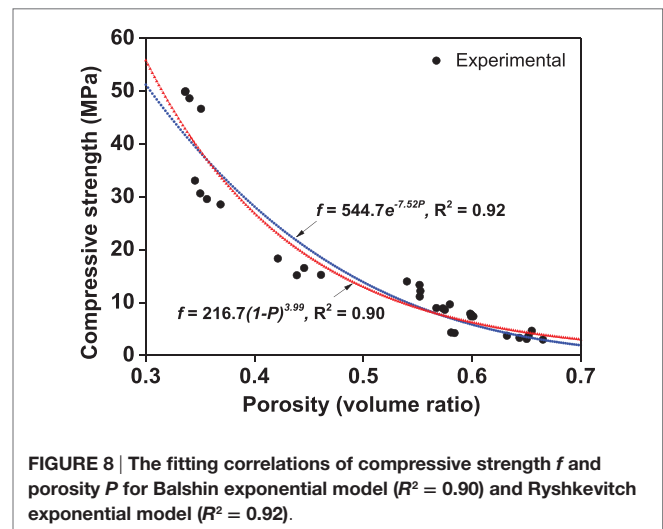 60
50
40
30
20
10
0
Compressive strength (MPa)
Experimental
f = 544.7e^-7.52P, R² = 0.92
f = 216.7(1-P)^3.99, R² = 0.90
0.3 0.4 0.5 0.6 0.7
Porosity (volume ratio)
FIGURE 8 | The fitting correlations of compressive strength f and
porosity P for Balshin exponential model (R² = 0.90) and Ryshkevitch
exponential model (R² = 0.92).